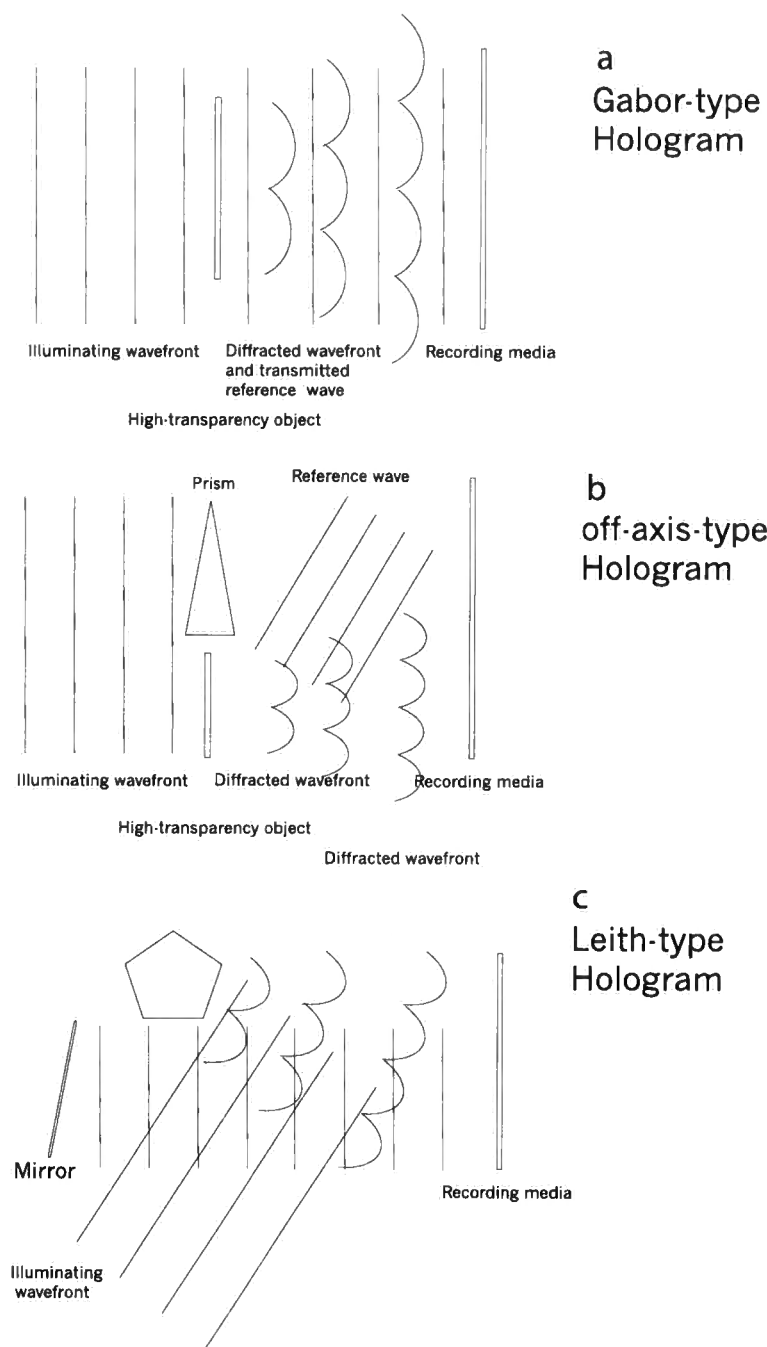 a
Gabor-type
Hologram
Illuminating wavefront
Diffracted wavefront
and transmitted
reference wave
Recording media
High-transparency object
Prism
Reference wave
b
off-axis-type
Hologram
Illuminating wavefront
Diffracted wavefront
Recording media
High-transparency object
Diffracted wavefront
c
Leith-type
Hologram
Mirror
Recording media
Illuminating
wavefront